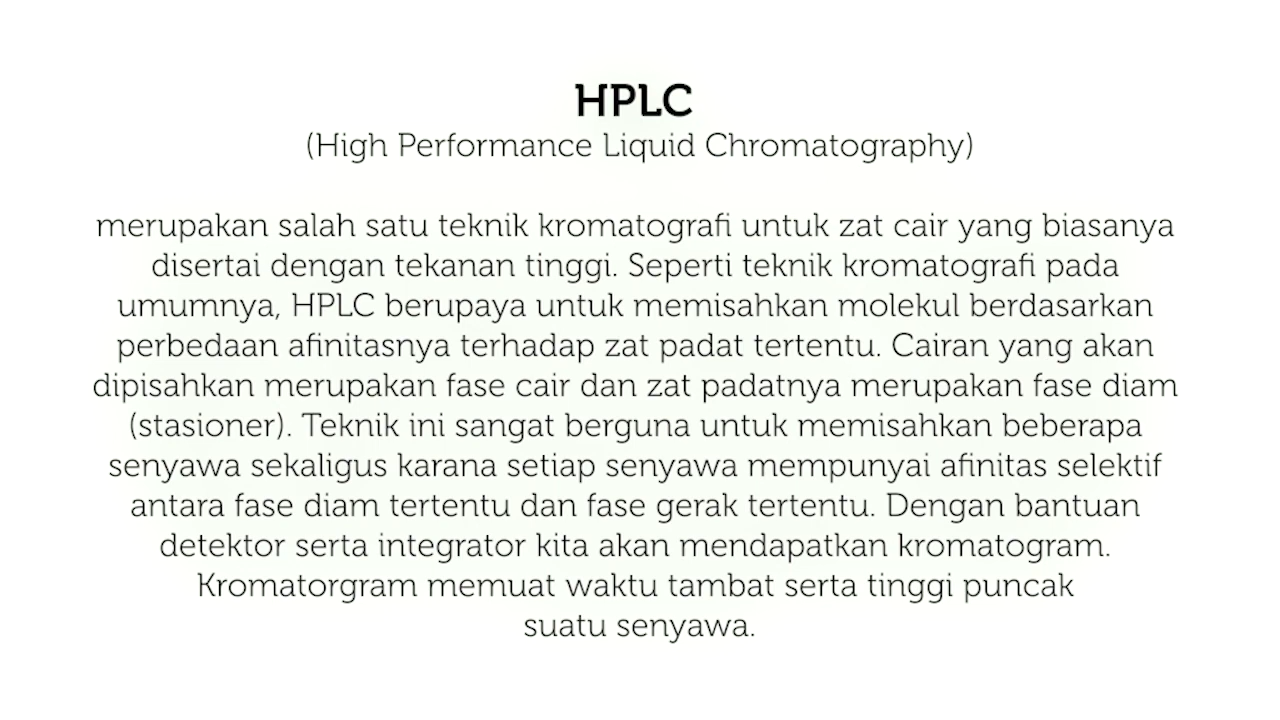 HPLC
(High Performance Liquid Chromatography)
merupakan salah satu teknik kromatografi untuk zat cair yang biasanya
disertai dengan tekanan tinggi. Seperti teknik kromatografi pada
umumnya, HPLC berupaya untuk memisahkan molekul berdasarkan
perbedaan afinitasnya terhadap zat padat tertentu. Cairan yang akan
dipisahkan merupakan fase cair dan zat padatnya merupakan fase diam
(stasioner). Teknik ini sangat berguna untuk memisahkan beberapa
senyawa sekaligus karana setiap senyawa mempunyai afinitas selektif
antara fase diam tertentu dan fase gerak tertentu. Dengan bantuan
detektor serta integrator kita akan mendapatkan kromatogram.
Kromatorgram memuat waktu tambat serta tinggi puncak
suatu senyawa.